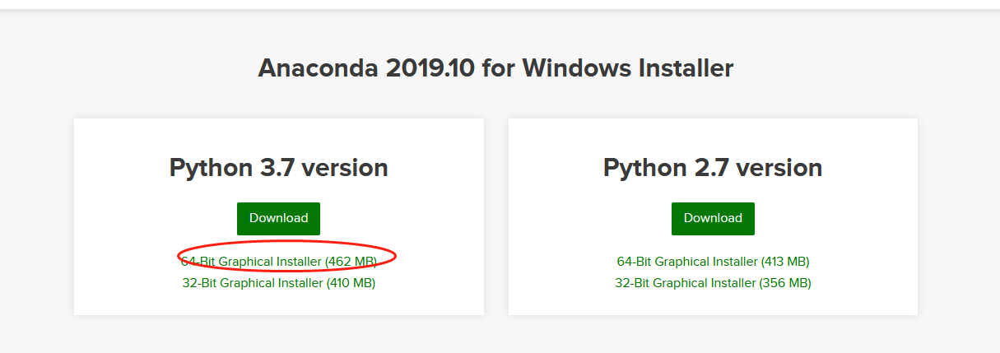 Anaconda 2019.10 for Windows Installer
Python 3.7 version
Download
64-Bit Graphical Installer (462 MB)
32-Bit Graphical Installer (410 MB)
Python 2.7 version
Download
64-Bit Graphical Installer (413 MB)
32-Bit Graphical Installer (356 MB)